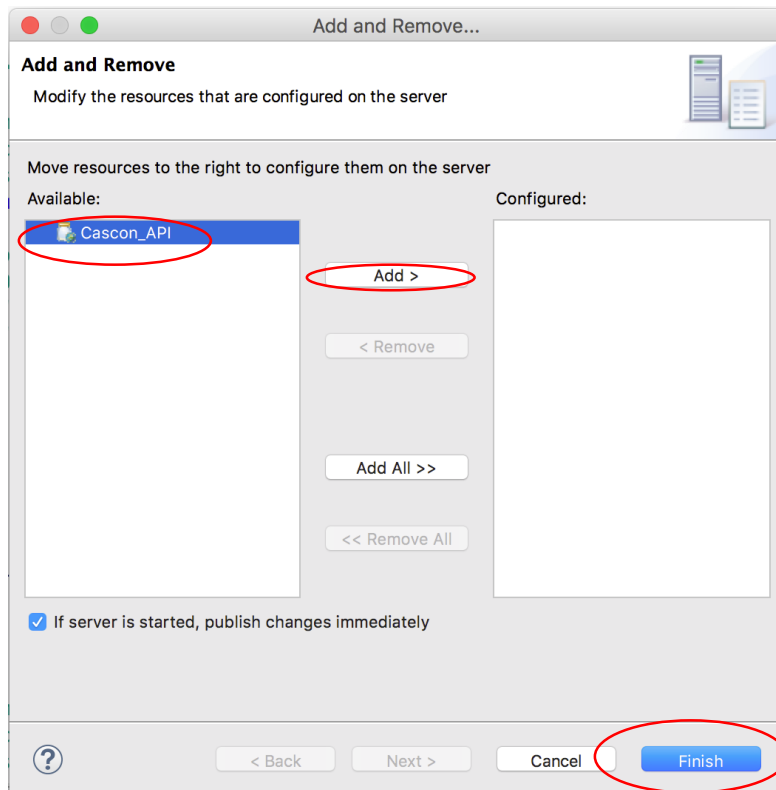 Add and Remove...
Add and Remove
Modify the resources that are configured on the server
Move resources to the right to configure them on the server
Available:
Configured:
Cascon_API
Add >
< Remove
Add All >>
<< Remove All
If server is started, publish changes immediately
?
< Back
Next >
Cancel
Finish